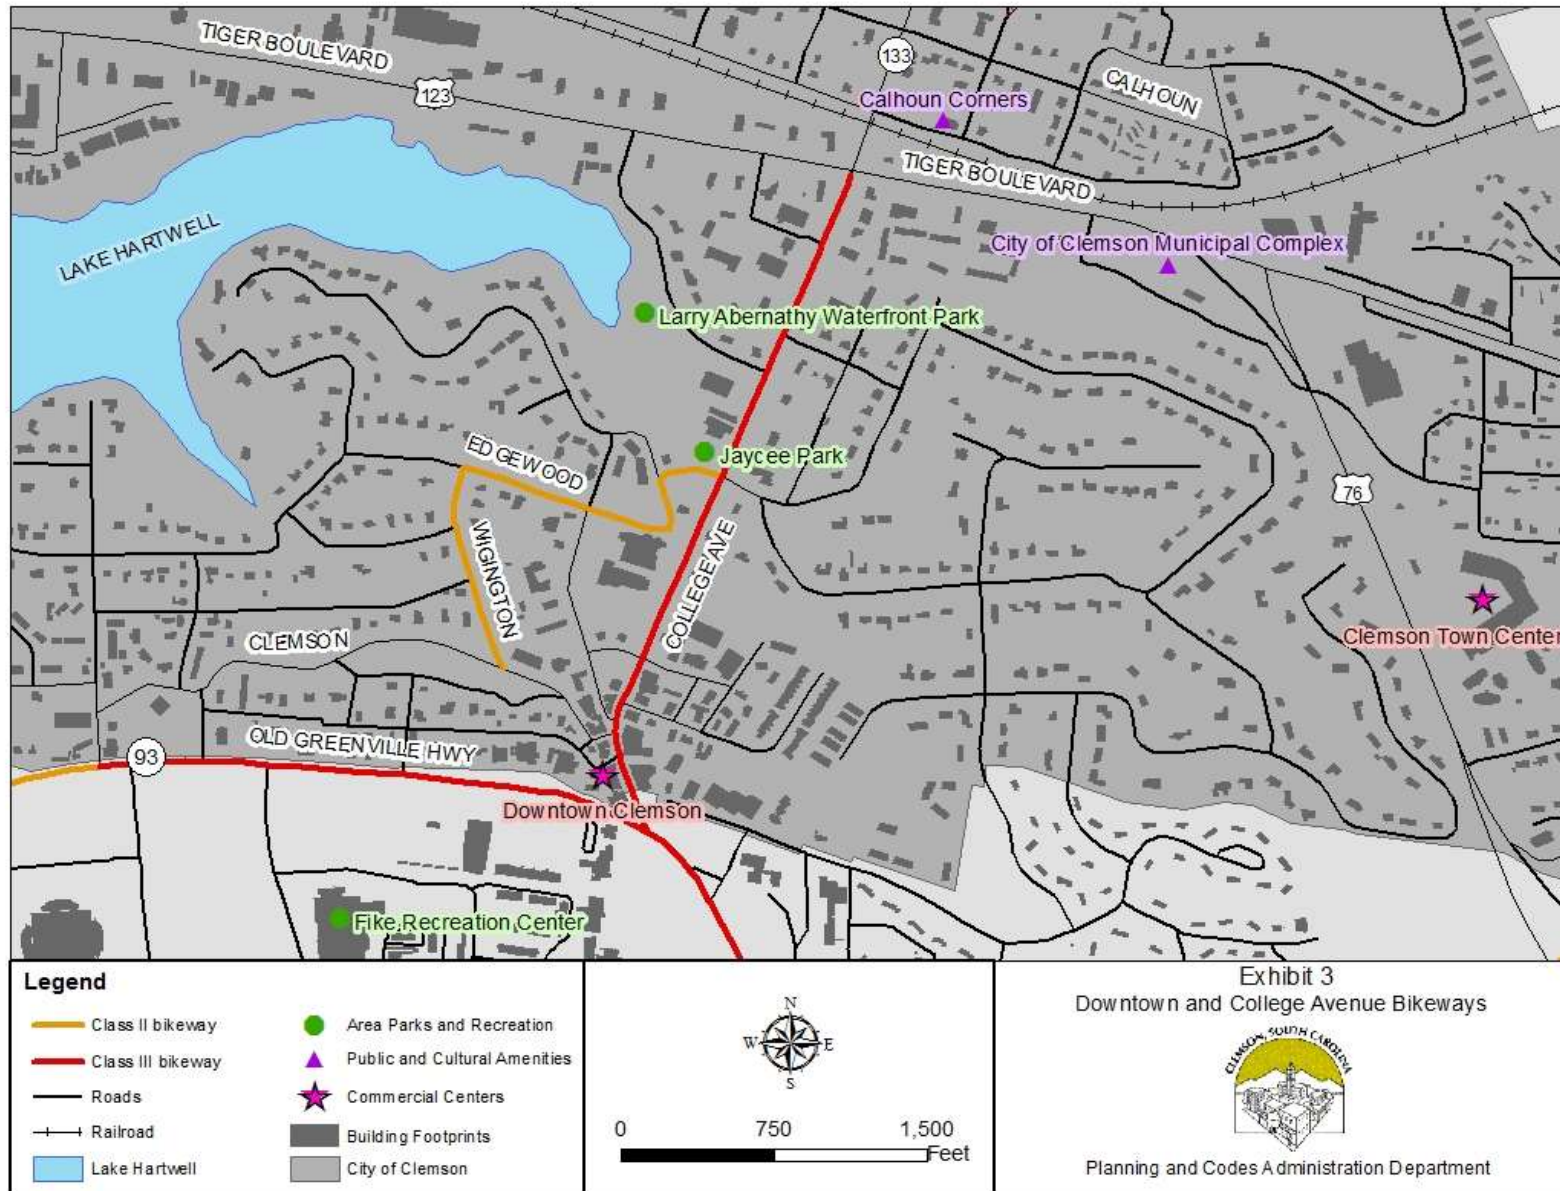 TIGER BOULEVARD
123
133
Calhoun Corners
CALHOUN
TIGER BOULEVARD
LAKE HARTWELL
City of Clemson Municipal Complex
Larry Abernathy Waterfront Park
EDGEWOOD
Jaycee Park
76
WIGINGTON
COLLEGE AVE
CLEMSON
Clemson Town Center
OLD GREENVILLE HWY
93
Downtown Clemson
Fike Recreation Center
Legend
Class II bikeway
Class III bikeway
Roads
Railroad
Lake Hartwell
Area Parks and Recreation
Public and Cultural Amenities
Commercial Centers
Building Footprints
City of Clemson
N
W E
S
0 750 1,500
Feet
Exhibit 3
Downtown and College Avenue Bikeways
CLEMSON, SOUTH CAROLINA
Planning and Codes Administration Department